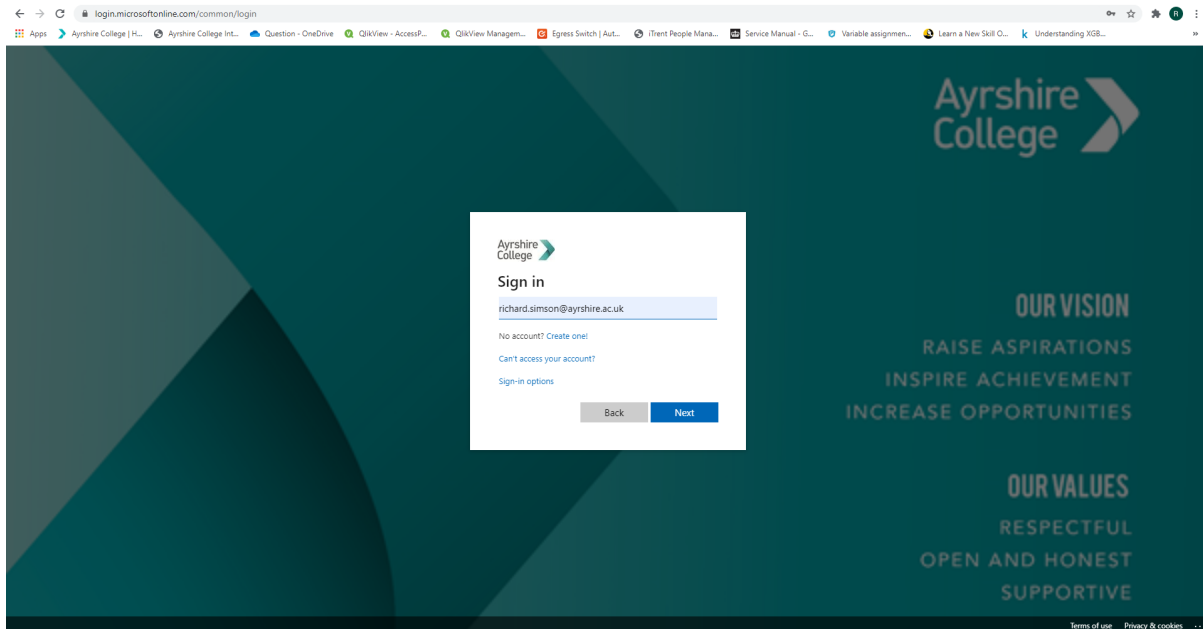 login.microsoftonline.com/common/login
R
Apps Ayrshire College | H... Ayrshire College Int... Question - OneDrive QlikView - AccessP... QlikView Managem... Egress Switch | Aut... iTrent People Mana... Service Manual - G... Variable assignmen... Learn a New Skill O... Understanding XGB... »
Ayrshire
College
Ayrshire
College
Sign in
richard.simson@ayrshire.ac.uk
No account? Create one!
Can't access your account?
Sign-in options
Back Next
OUR VISION
RAISE ASPIRATIONS
INSPIRE ACHIEVEMENT
INCREASE OPPORTUNITIES
OUR VALUES
RESPECTFUL
OPEN AND HONEST
SUPPORTIVE
Terms of use Privacy & cookies ...